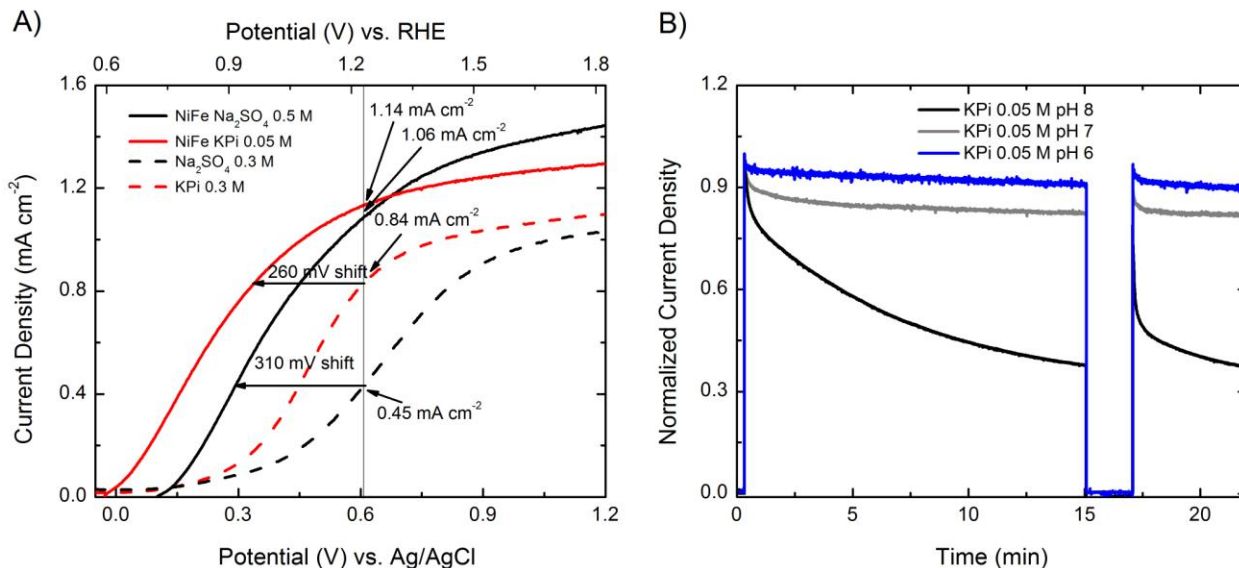 A)
Potential (V) vs. RHE
0.6 0.9 1.2 1.5 1.8
1.6
1.2
0.8
0.4
0.0
Current Density (mA cm⁻²)
NiFe Na₂SO₄ 0.5 M
NiFe KPi 0.05 M
Na₂SO₄ 0.3 M
KPi 0.3 M
1.14 mA cm⁻²
1.06 mA cm⁻²
0.84 mA cm⁻²
260 mV shift
310 mV shift
0.45 mA cm⁻²
0.0 0.3 0.6 0.9 1.2
Potential (V) vs. Ag/AgCl
B)
1.2
0.9
0.6
0.3
0.0
Normalized Current Density
KPi 0.05 M pH 8
KPi 0.05 M pH 7
KPi 0.05 M pH 6
0 5 10 15 20
Time (min)